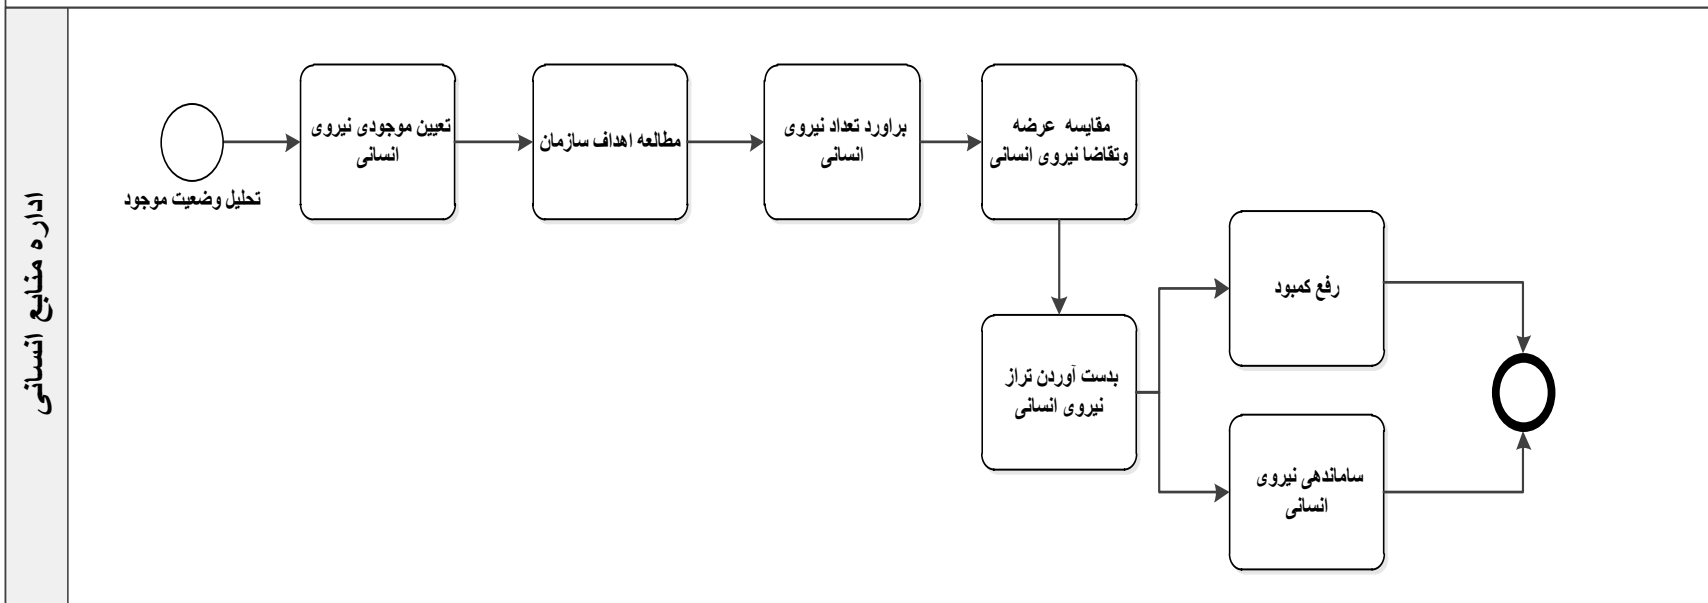 اداره منابع انسانی
تحلیل وضعیت موجود
تعیین موجودی نیروی
انسانی
مطالعه اهداف سازمان
براورد تعداد نیروی
انسانی
مقایسه عرضه
وتقاضا نیروی انسانی
بدست آوردن تراز
نیروی انسانی
رفع کمبود
ساماندهی نیروی
انسانی